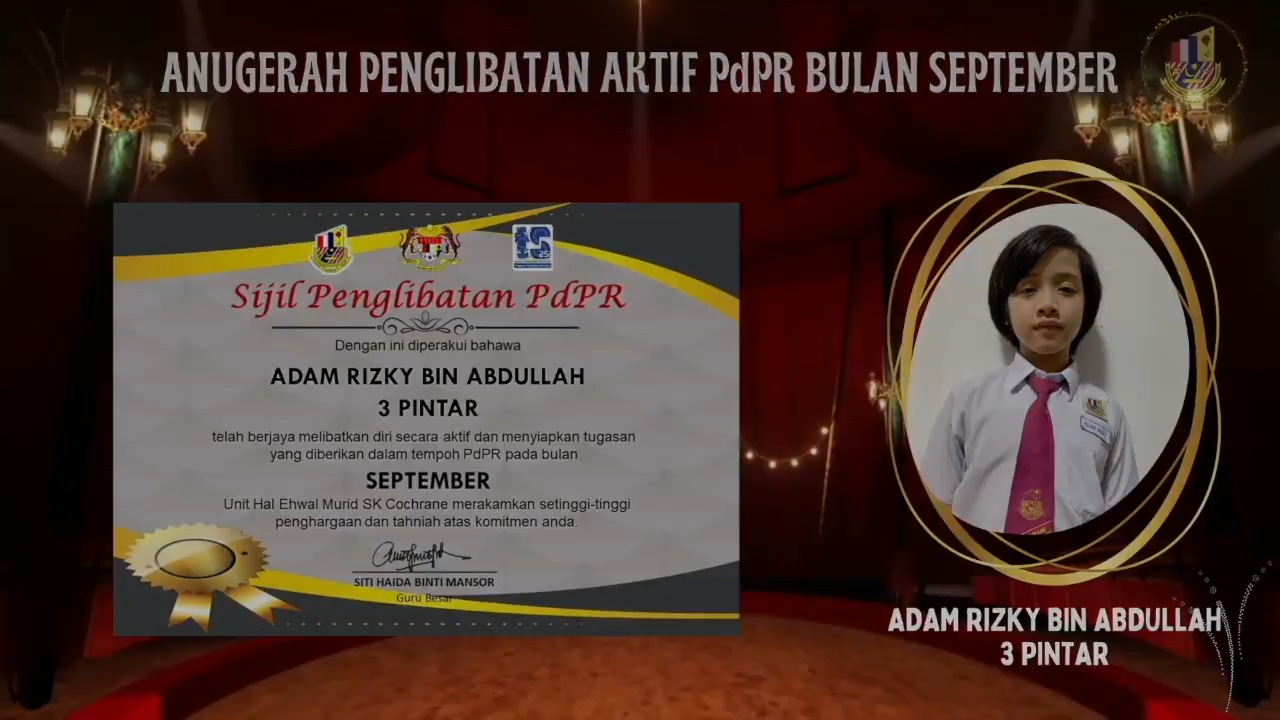 ANUGERAH PENGLIBATAN AKTIF PdPR BULAN SEPTEMBER
Sijil Penglibatan PdPR
Dengan ini diperakui bahawa
ADAM RIZKY BIN ABDULLAH
3 PINTAR
telah berjaya melibatkan diri secara aktif dan menyiapkan tugasan
yang diberikan dalam tempoh PdPR pada bulan
SEPTEMBER
Unit Hal Ehwal Murid SK Cochrane merakamkan setinggi-tinggi
penghargaan dan tahniah atas komitmen anda.
SITI HAIDA BINTI MANSOR
Guru Besar
ADAM RIZKY BIN ABDULLAH
3 PINTAR